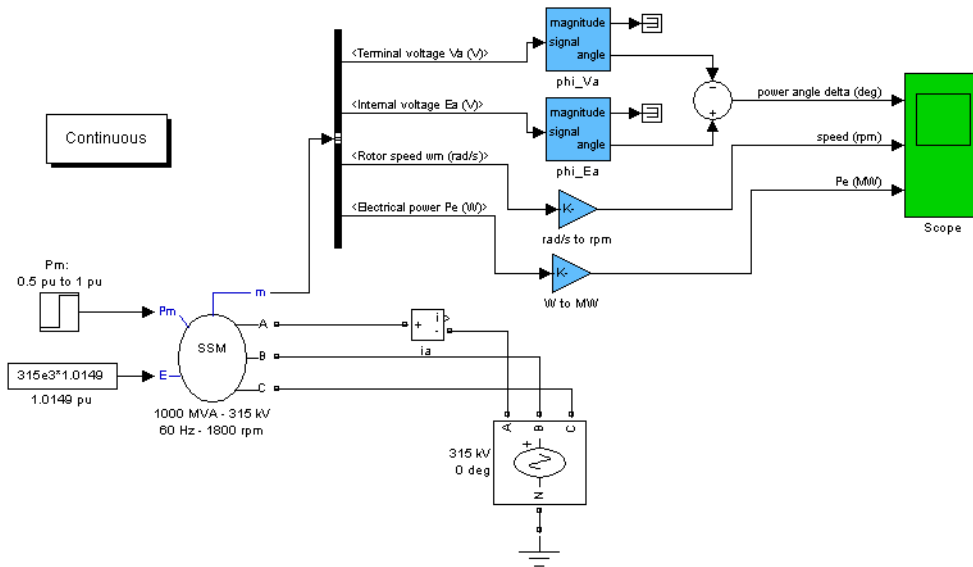 magnitude
signal
angle
phi_Va
<Terminal voltage Va (V)>
<Internal voltage Ea (V)>
magnitude
signal
angle
phi_Ea
-
+
power angle delta (deg)
speed (rpm)
Pe (MW)
Scope
Continuous
<Rotor speed wm (rad/s)>
K-
rad/s to rpm
<Electrical power Pe (W)>
K-
W to MW
Pm:
0.5 pu to 1 pu
m
Pm
A
SSM
B
E
C
315e3*1.0149
1.0149 pu
1000 MVA - 315 kV
60 Hz - 1800 rpm
+
i
-
ia
A
B
C
315 kV
0 deg
+
N